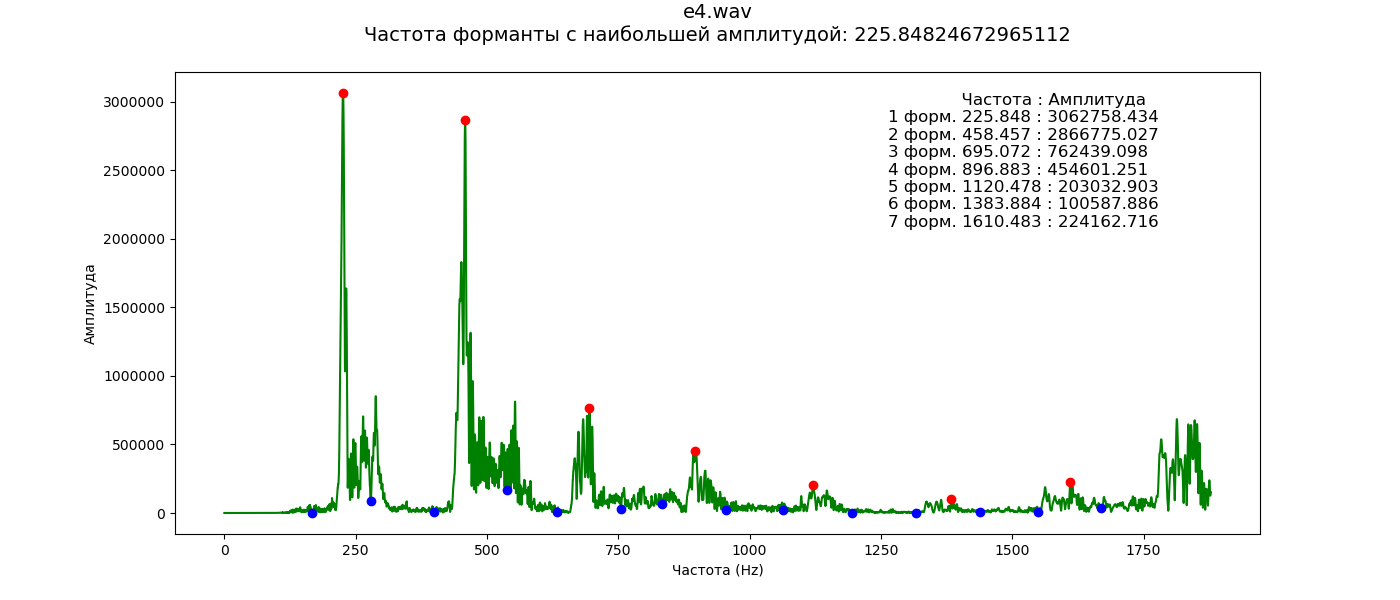 e4.wav
Частота форманты с наибольшей амплитудой: 225.84824672965112
Частота : Амплитуда
1 форм. 225.848 : 3062758.434
2 форм. 458.457 : 2866775.027
3 форм. 695.072 : 762439.098
4 форм. 896.883 : 454601.251
5 форм. 1120.478 : 203032.903
6 форм. 1383.884 : 100587.886
7 форм. 1610.483 : 224162.716
Амплитуда
3000000
2500000
2000000
1500000
1000000
500000
0
0 250 500 750 1000 1250 1500 1750
Частота (Hz)